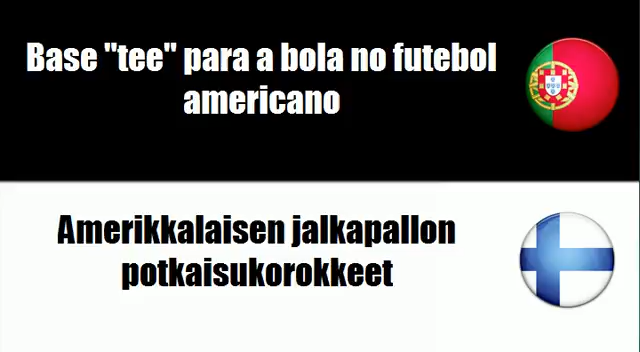 Base "tee" para a bola no futebol
americano
Amerikkalaisen jalkapallon
potkaisukorokkeet